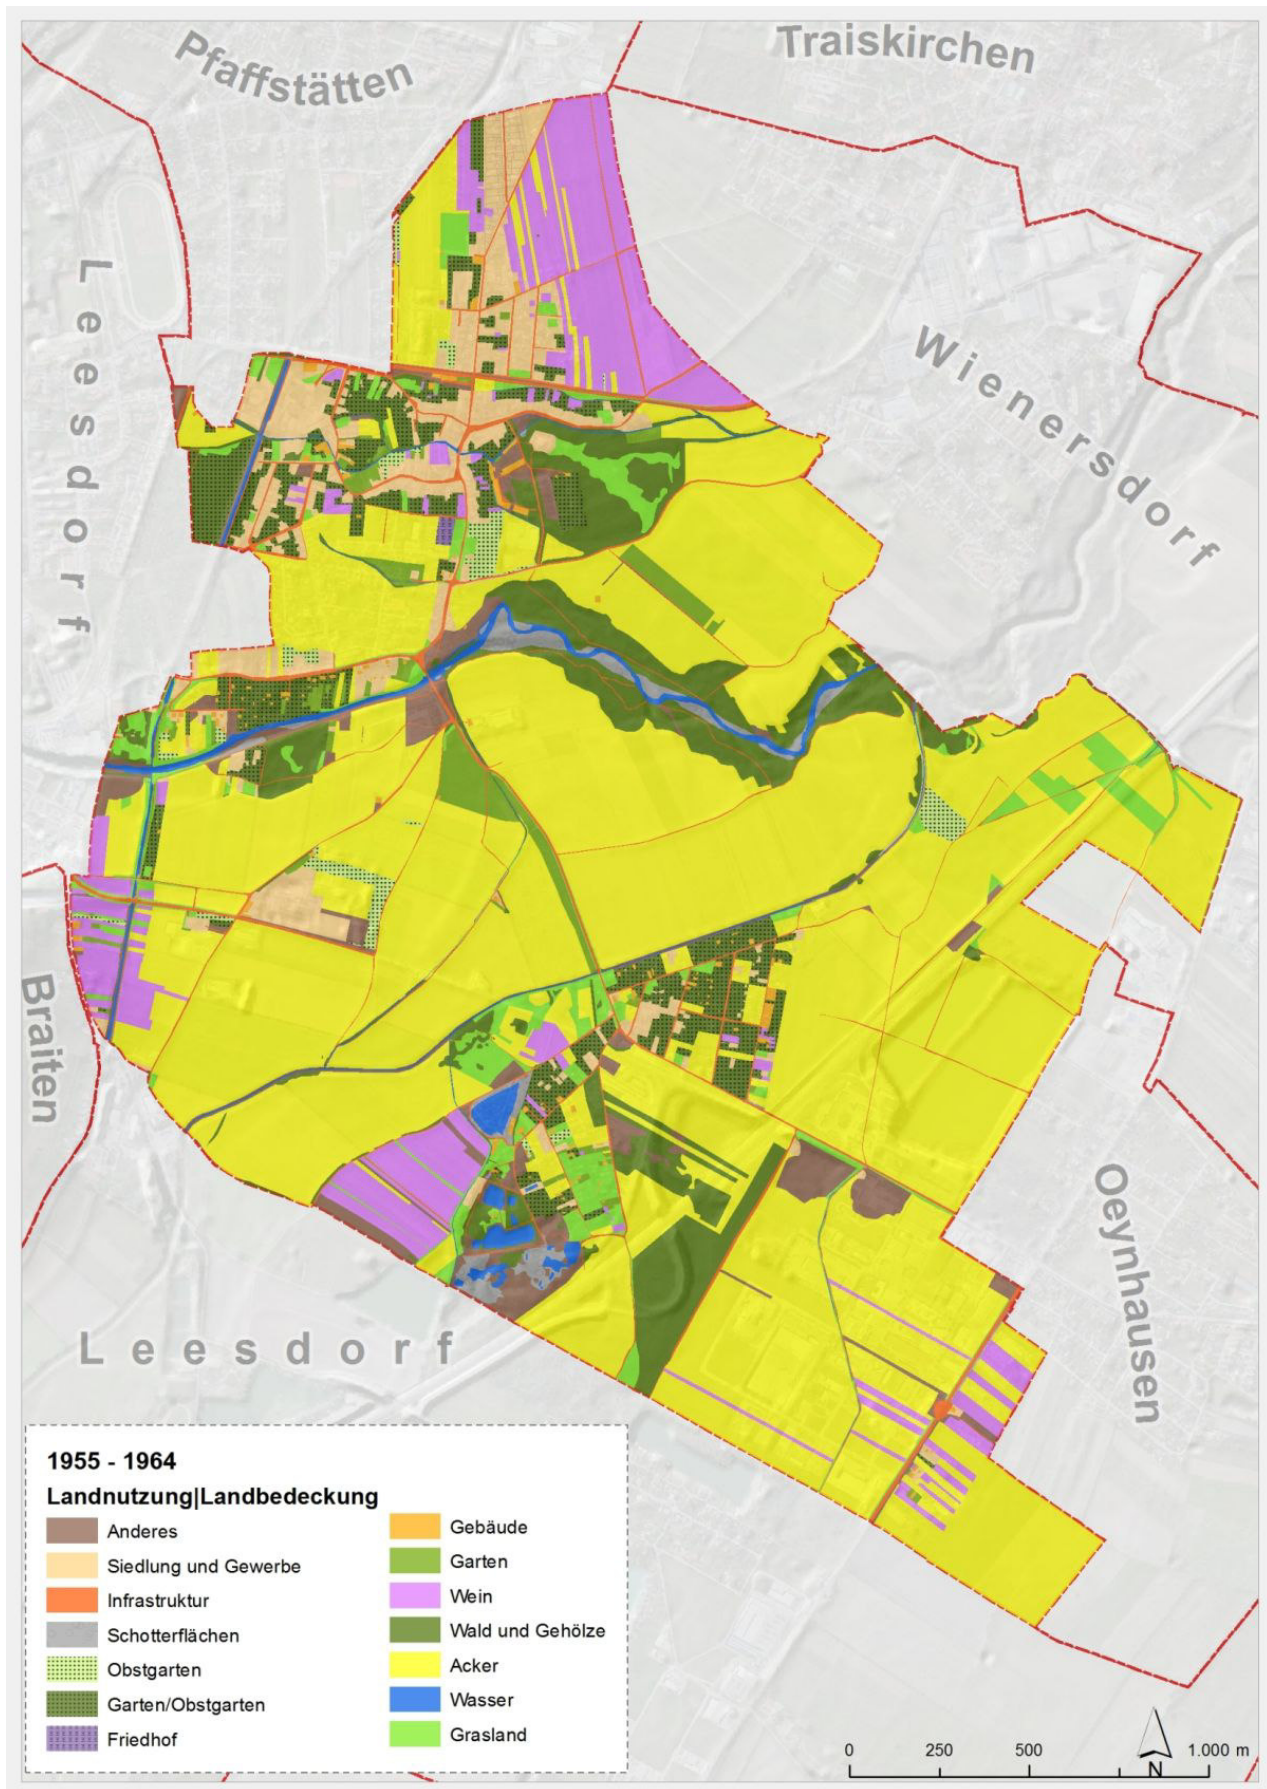 Pfaffstätten
Traiskirchen
Leesdorf
Wienersdorf
Braiten
Oeynhausen
Leesdorf
1955 - 1964
Landnutzung|Landbedeckung
Anderes
Siedlung und Gewerbe
Infrastruktur
Schotterflächen
Obstgarten
Garten/Obstgarten
Friedhof
Gebäude
Garten
Wein
Wald und Gehölze
Acker
Wasser
Grasland
0 250 500 1.000 m
N